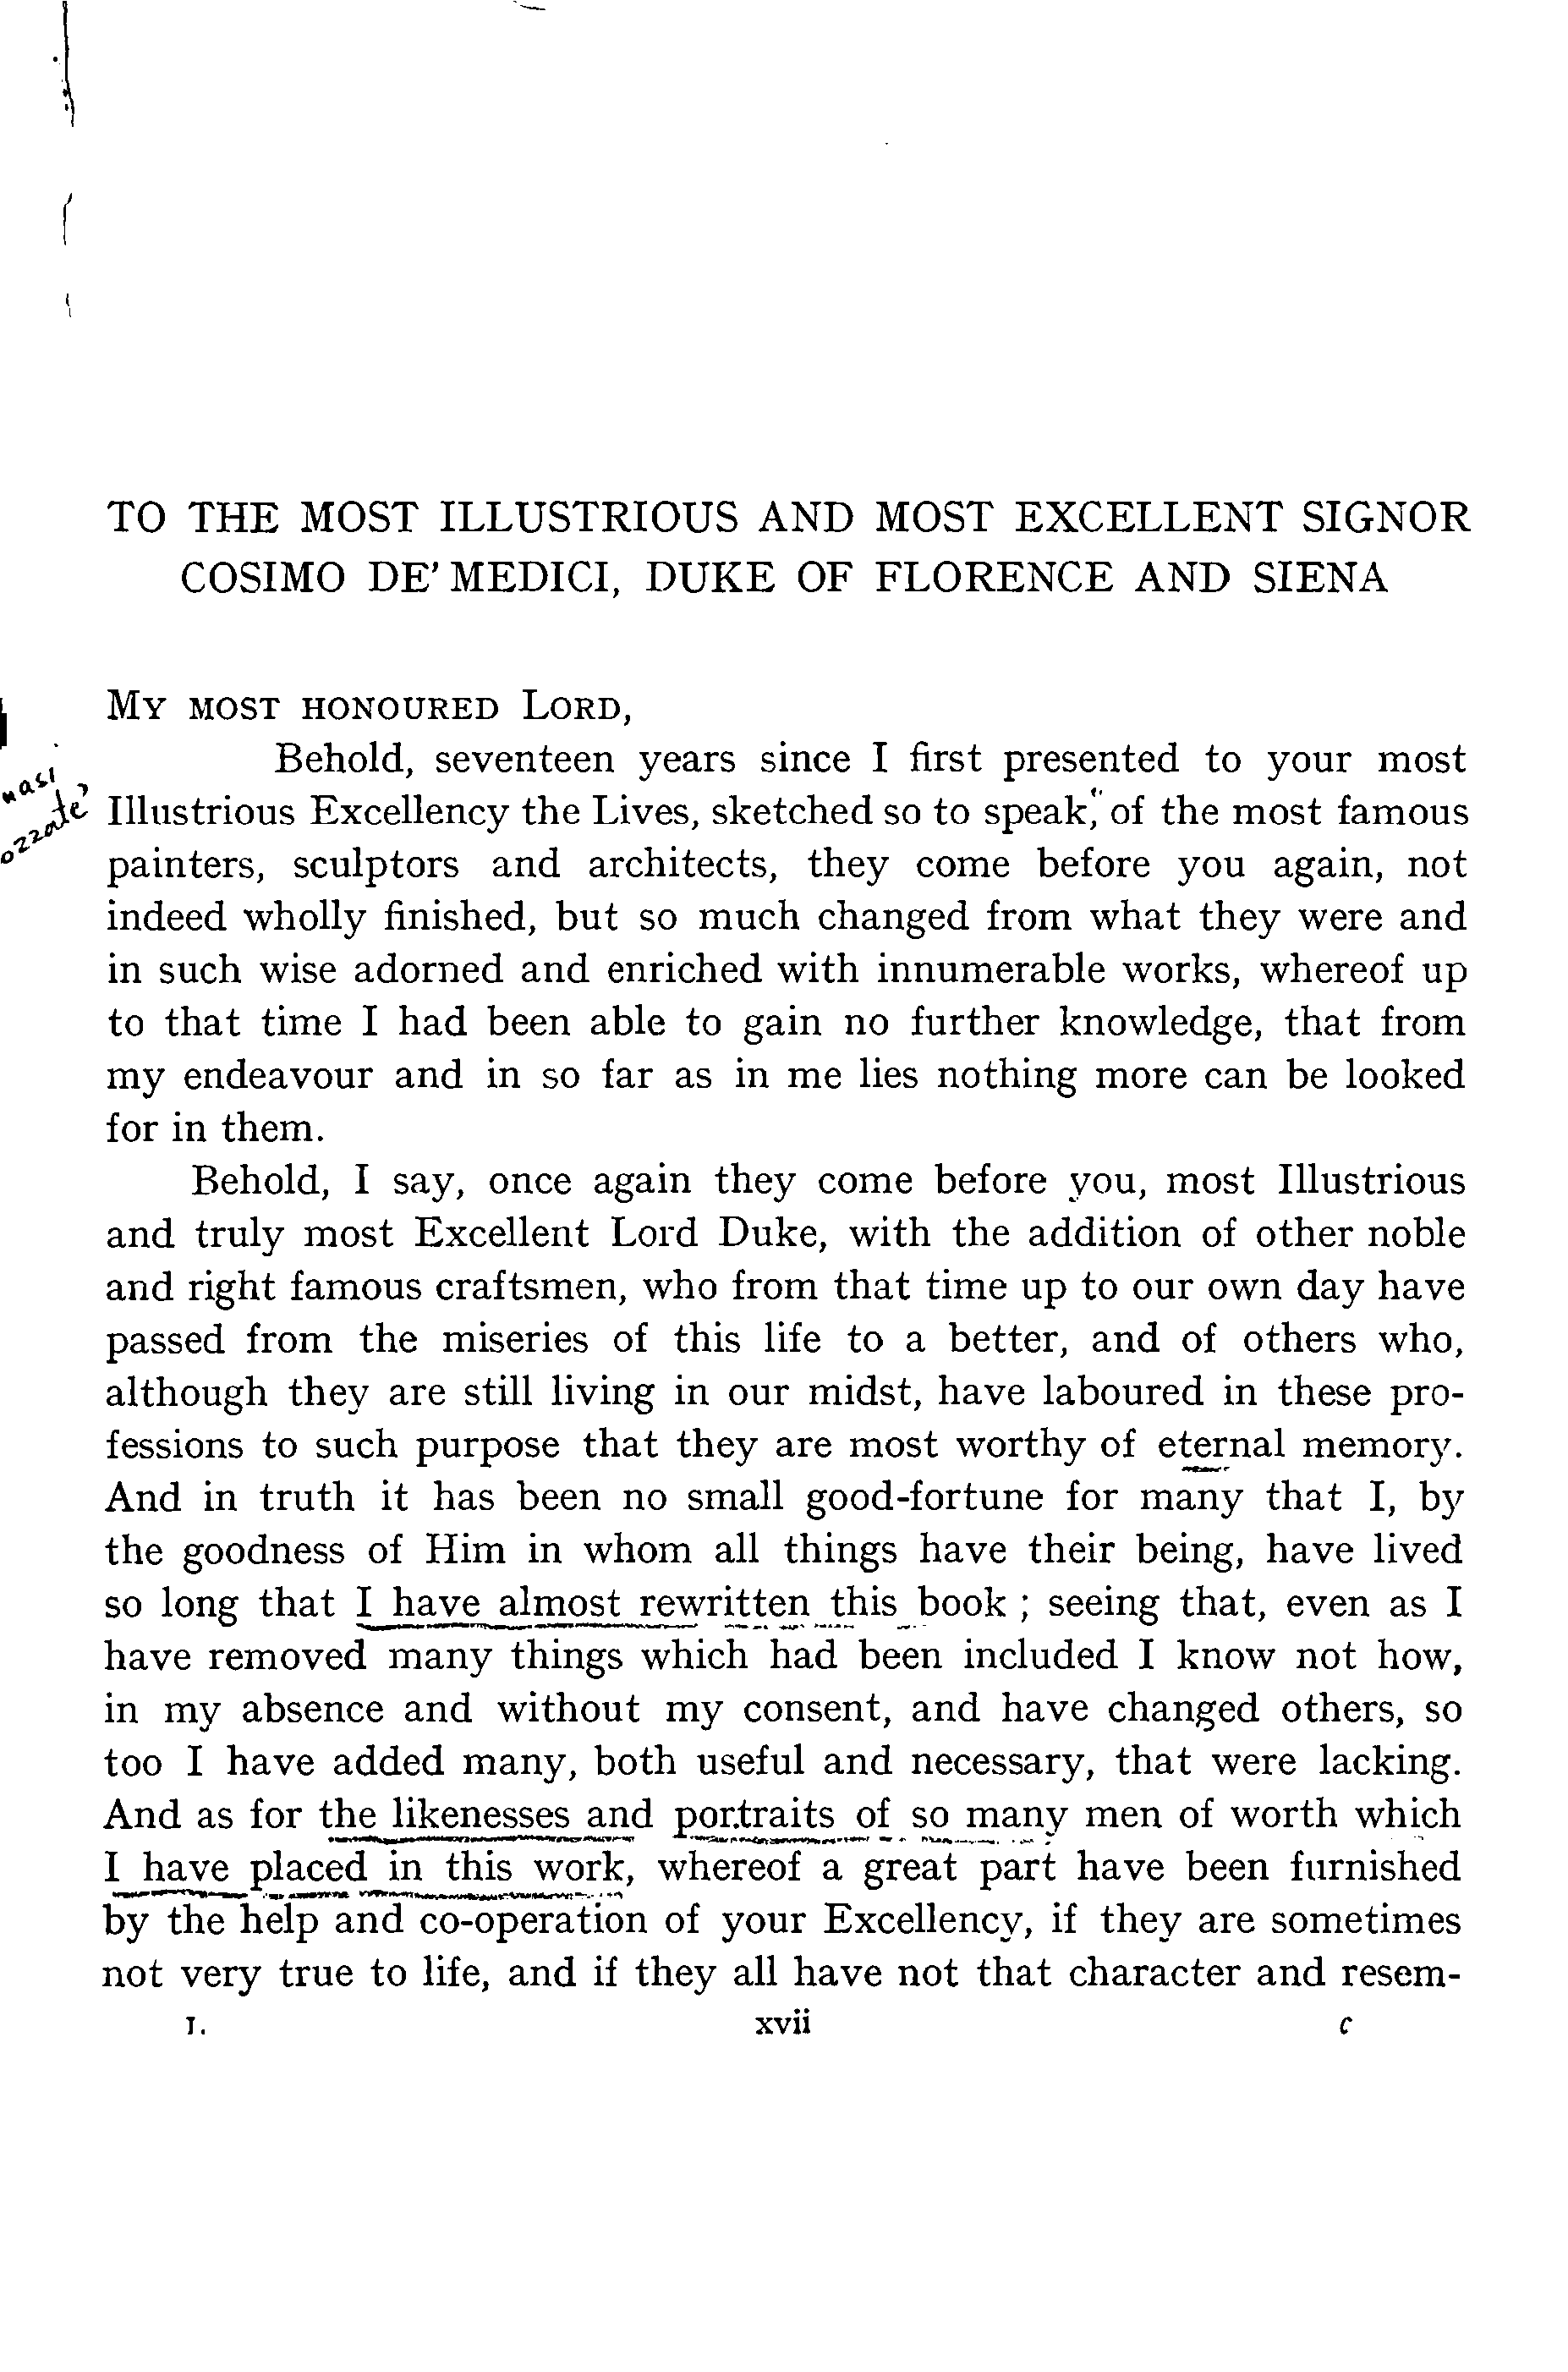 TO THE MOST ILLUSTRIOUS AND MOST EXCELLENT SIGNOR
COSIMO DE' MEDICI, DUKE OF FLORENCE AND SIENA
MY MOST HONOURED LORD,
Behold, seventeen years since I first presented to your most
Illustrious Excellency the Lives, sketched so to speak, of the most famous
painters, sculptors and architects, they come before you again, not
indeed wholly finished, but so much changed from what they were and
in such wise adorned and enriched with innumerable works, whereof up
to that time I had been able to gain no further knowledge, that from
my endeavour and in so far as in me lies nothing more can be looked
for in them.
Behold, I say, once again they come before you, most Illustrious
and truly most Excellent Lord Duke, with the addition of other noble
and right famous craftsmen, who from that time up to our own day have
passed from the miseries of this life to a better, and of others who,
although they are still living in our midst, have laboured in these pro-
fessions to such purpose that they are most worthy of eternal memory.
And in truth it has been no small good-fortune for many that I, by
the goodness of Him in whom all things have their being, have lived
so long that I have almost rewritten this book ; seeing that, even as I
have removed many things which had been included I know not how,
in my absence and without my consent, and have changed others, so
too I have added many, both useful and necessary, that were lacking.
And as for the likenesses and portraits of so many men of worth which
I have placed in this work, whereof a great part have been furnished
by the help and co-operation of your Excellency, if they are sometimes
not very true to life, and if they all have not that character and resem-
I. xvii c